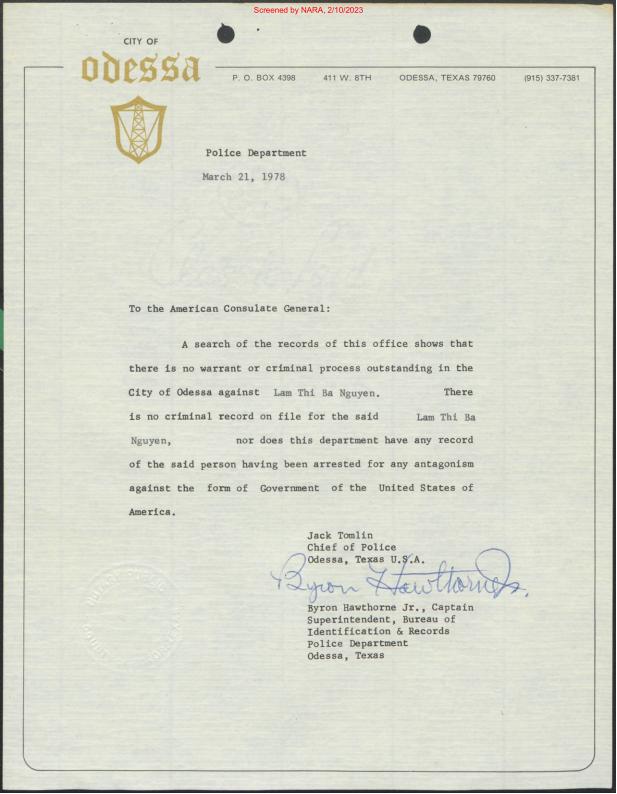 Screened by NARA, 2/10/2023
CITY OF
odessa
P. O. BOX 4398 411 W. 8TH ODESSA, TEXAS 79760 (915) 337-7381
Police Department
March 21, 1978
To the American Consulate General:
A search of the records of this office shows that
there is no warrant or criminal process outstanding in the
City of Odessa against Lam Thi Ba Nguyen. There
is no criminal record on file for the said Lam Thi Ba
Nguyen, nor does this department have any record
of the said person having been arrested for any antagonism
against the form of Government of the United States of
America.
Jack Tomlin
Chief of Police
Odessa, Texas U.S.A.
Byron Hawthorne Jr.
Byron Hawthorne Jr., Captain
Superintendent, Bureau of
Identification & Records
Police Department
Odessa, Texas